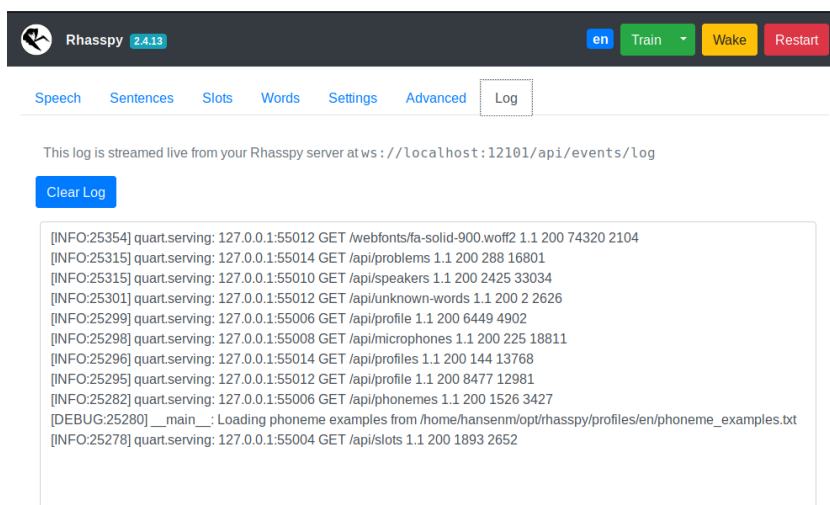 Rhasspy 2.4.13 en Train Wake Restart
Speech Sentences Slots Words Settings Advanced Log
This log is streamed live from your Rhasspy server at ws://localhost:12101/api/events/log
Clear Log
[INFO:25354] quart.serving: 127.0.0.1:55012 GET /webfonts/fa-solid-900.woff2 1.1 200 74320 2104
[INFO:25315] quart.serving: 127.0.0.1:55014 GET /api/problems 1.1 200 288 16801
[INFO:25315] quart.serving: 127.0.0.1:55010 GET /api/speakers 1.1 200 2425 33034
[INFO:25301] quart.serving: 127.0.0.1:55012 GET /api/unknown-words 1.1 200 2 2626
[INFO:25299] quart.serving: 127.0.0.1:55006 GET /api/profile 1.1 200 6449 4902
[INFO:25298] quart.serving: 127.0.0.1:55008 GET /api/microphones 1.1 200 225 18811
[INFO:25296] quart.serving: 127.0.0.1:55014 GET /api/profiles 1.1 200 144 13768
[INFO:25295] quart.serving: 127.0.0.1:55012 GET /api/profile 1.1 200 8477 12981
[INFO:25282] quart.serving: 127.0.0.1:55006 GET /api/phonemes 1.1 200 1526 3427
[DEBUG:25280] __main__: Loading phoneme examples from /home/hansenm/opt/rhasspy/profiles/en/phoneme_examples.txt
[INFO:25278] quart.serving: 127.0.0.1:55004 GET /api/slots 1.1 200 1893 2652